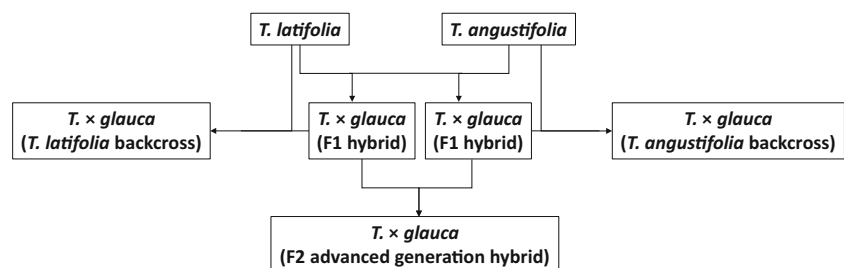 T. latifolia
T. angustifolia
T. × glauca
(T. latifolia backcross)
T. × glauca
(F1 hybrid)
T. × glauca
(F1 hybrid)
T. × glauca
(T. angustifolia backcross)
T. × glauca
(F2 advanced generation hybrid)